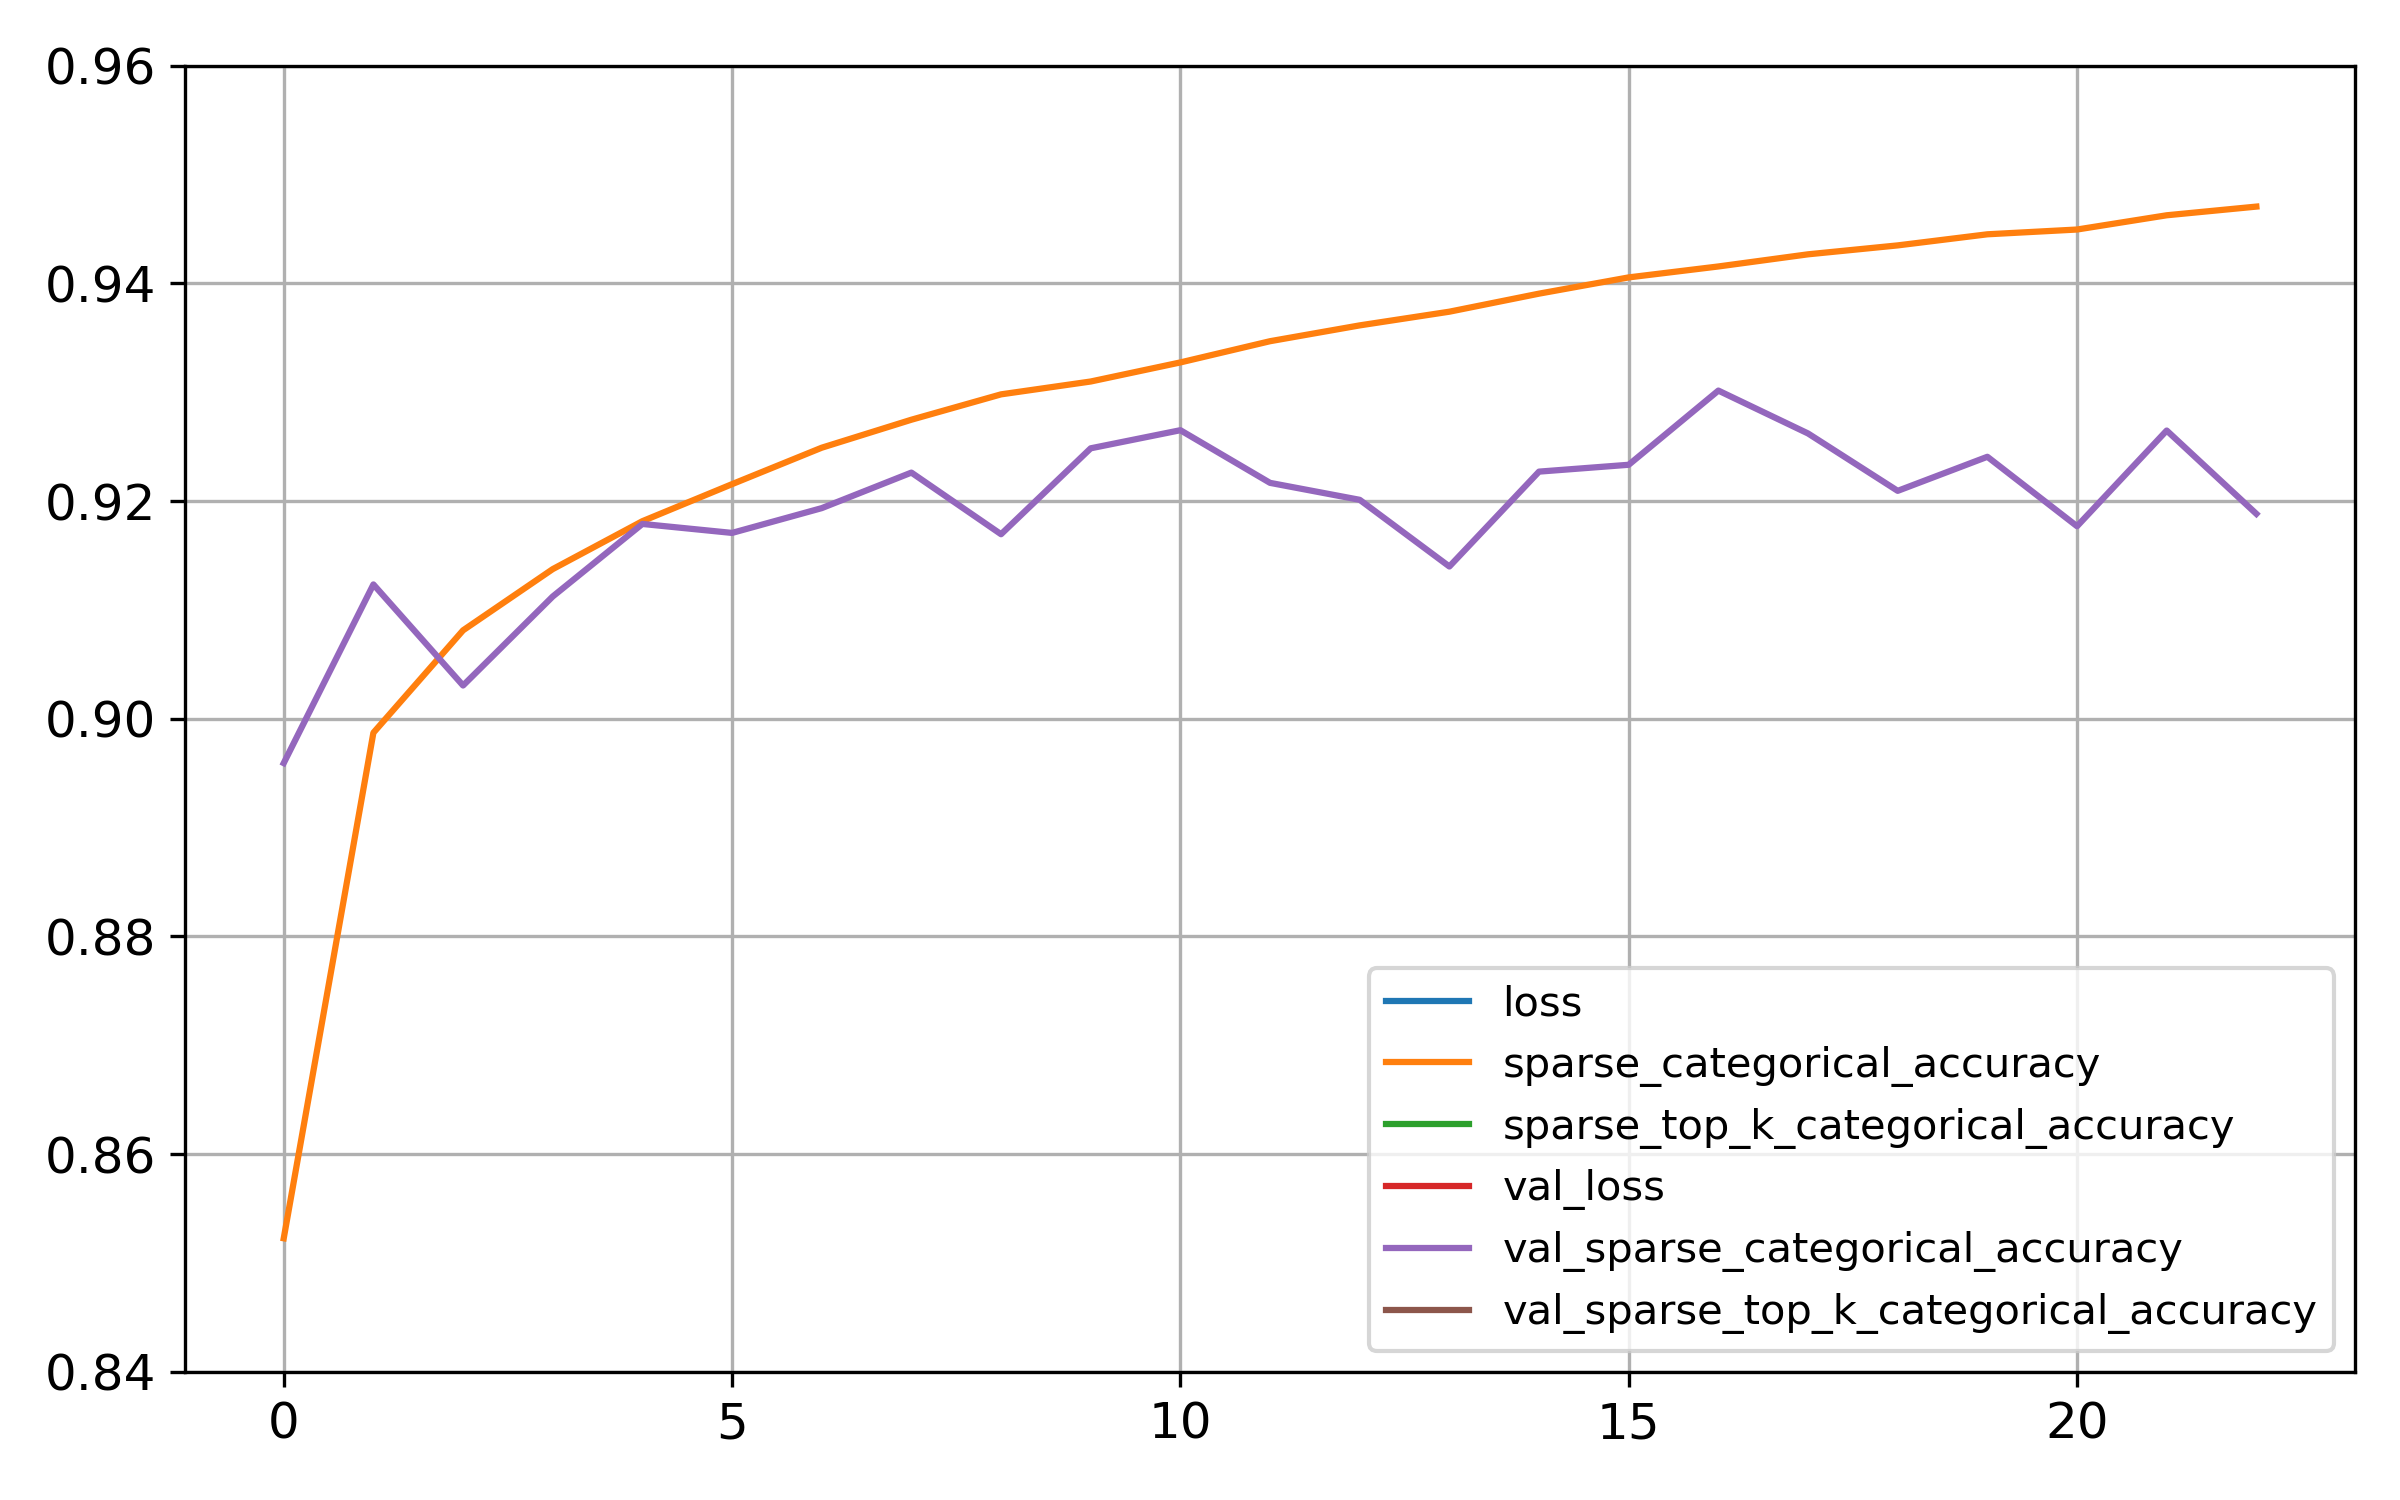 0.96
0.94
0.92
0.90
0.88
0.86
0.84
0 5 10 15 20
loss
sparse_categorical_accuracy
sparse_top_k_categorical_accuracy
val_loss
val_sparse_categorical_accuracy
val_sparse_top_k_categorical_accuracy